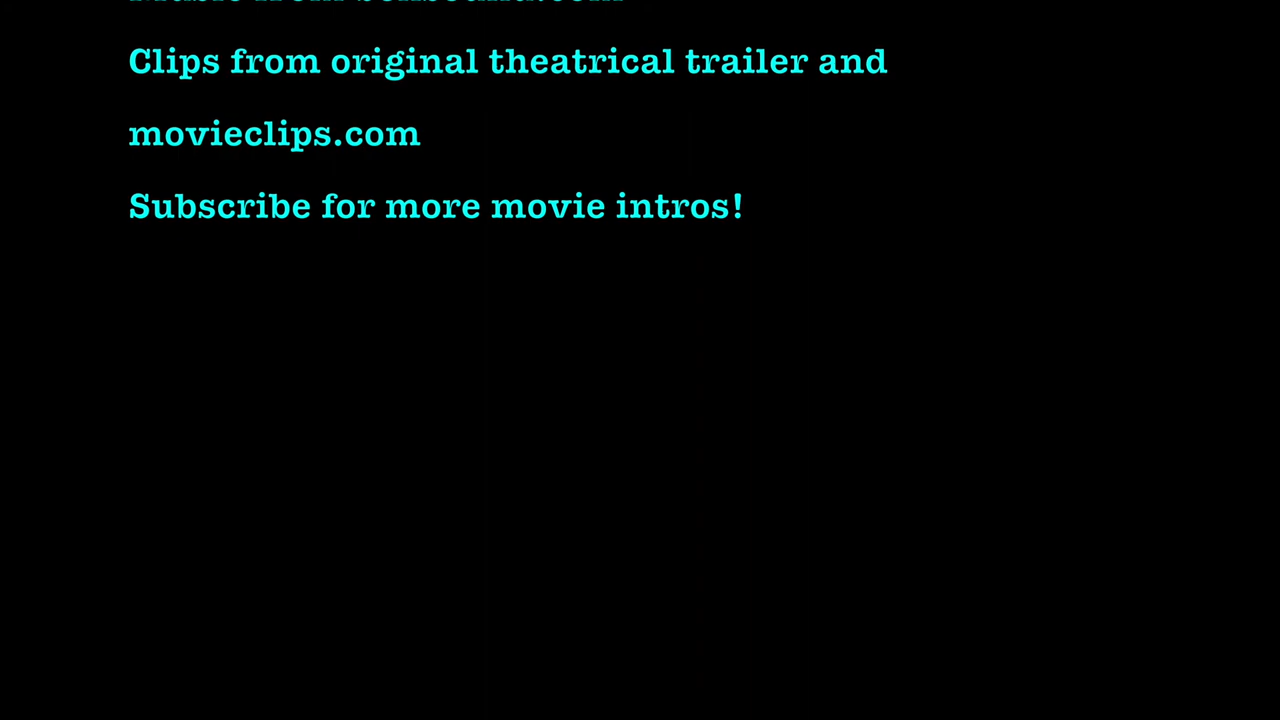 Clips from original theatrical trailer and
movieclips.com
Subscribe for more movie intros!